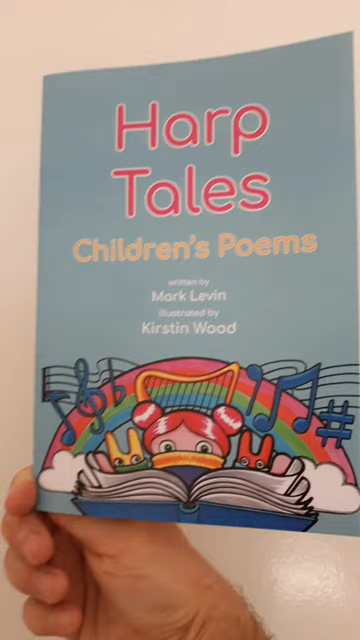 Harp
Tales
Children's Poems
written by
Mark Levin
illustrated by
Kirstin Wood